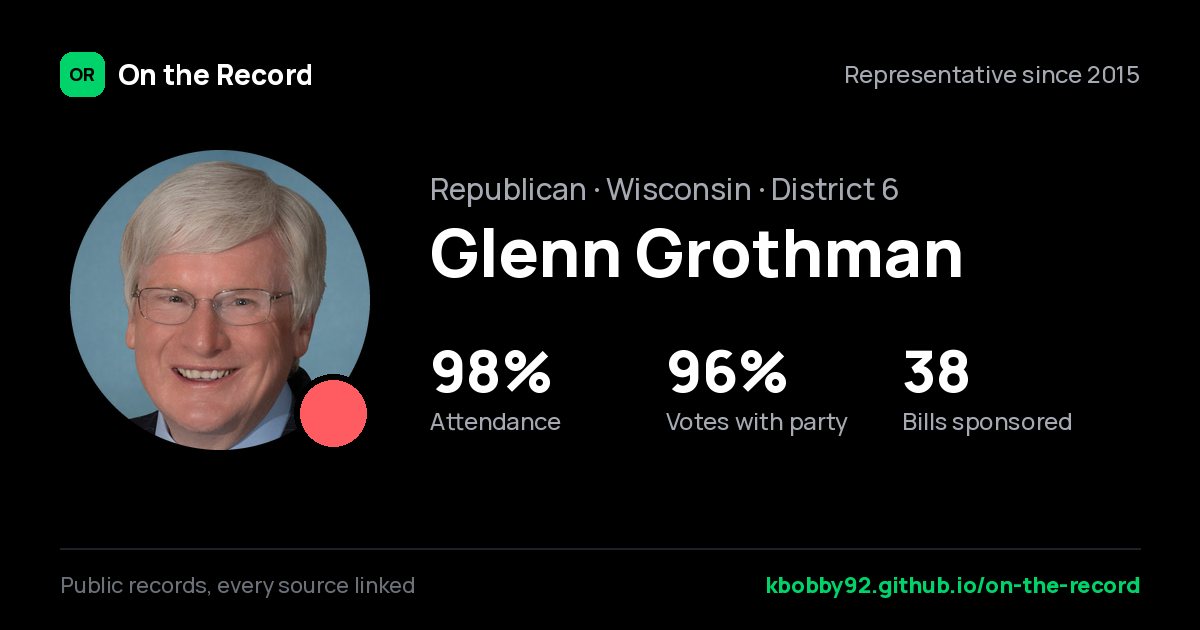 OR On the Record
Representative since 2015
Republican · Wisconsin · District 6
Glenn Grothman
98% 96% 38
Attendance Votes with party Bills sponsored
Public records, every source linked
kbobby92.github.io/on-the-record